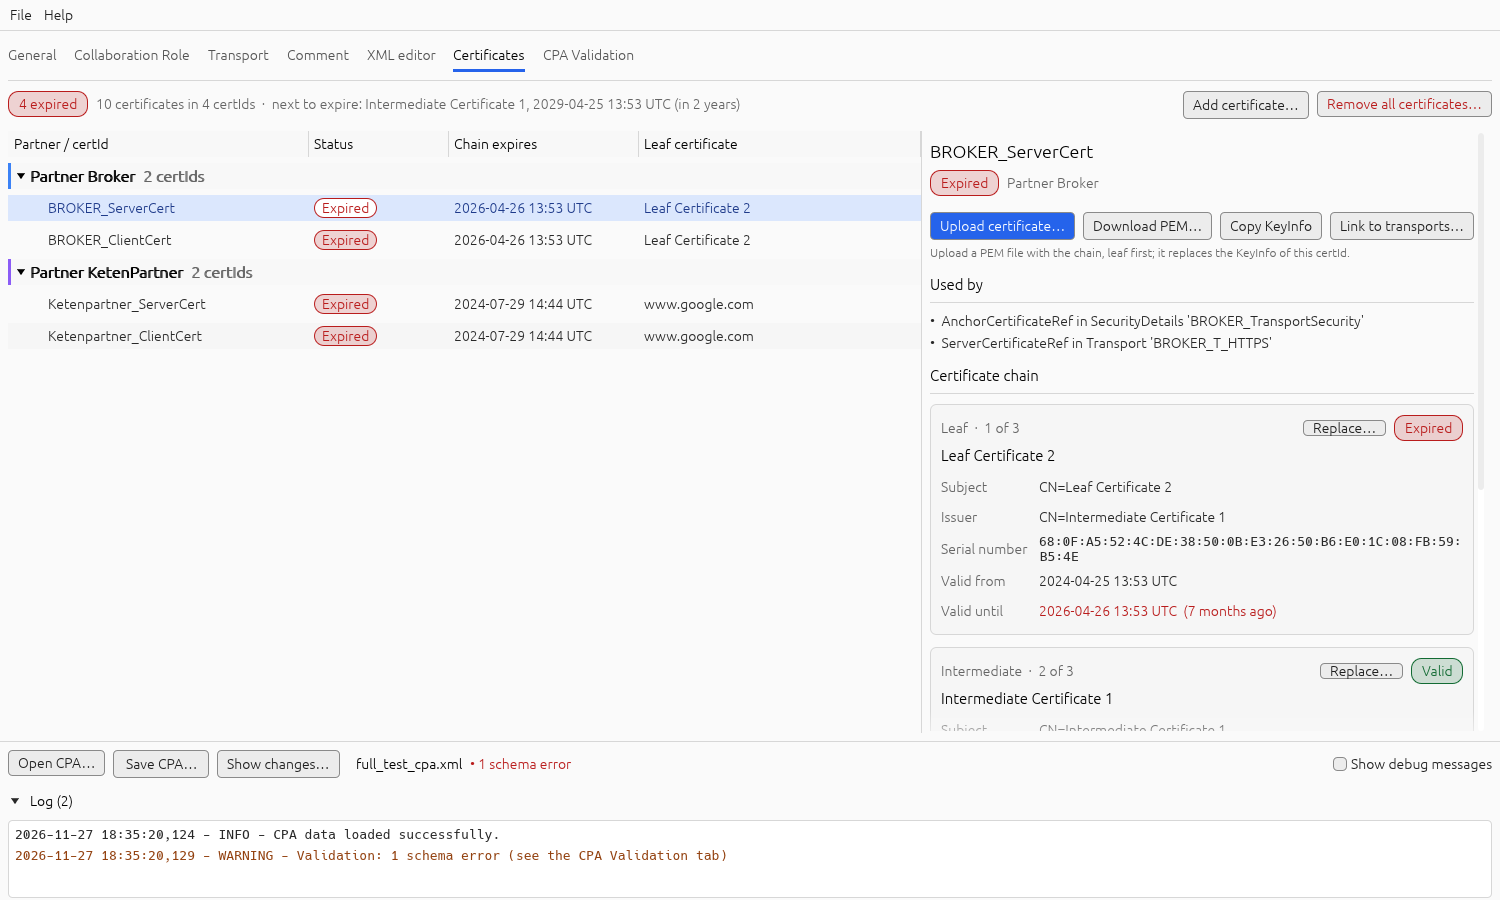 File Help
General Collaboration Role Transport Comment XML editor Certificates CPA Validation
4 expired 10 certificates in 4 certIds · next to expire: Intermediate Certificate 1, 2029-04-25 13:53 UTC (in 2 years) Add certificate... Remove all certificates...
Partner / certId Status Chain expires Leaf certificate
Partner Broker 2 certIds
BROKER_ServerCert Expired 2026-04-26 13:53 UTC Leaf Certificate 2
BROKER_ClientCert Expired 2026-04-26 13:53 UTC Leaf Certificate 2
Partner KetenPartner 2 certIds
Ketenpartner_ServerCert Expired 2024-07-29 14:44 UTC www.google.com
Ketenpartner_ClientCert Expired 2024-07-29 14:44 UTC www.google.com
BROKER_ServerCert
Expired Partner Broker
Upload certificate... Download PEM... Copy KeyInfo Link to transports...
Upload a PEM file with the chain, leaf first; it replaces the KeyInfo of this certId.
Used by
• AnchorCertificateRef in SecurityDetails 'BROKER_TransportSecurity'
• ServerCertificateRef in Transport 'BROKER_T_HTTPS'
Certificate chain
Leaf · 1 of 3 Replace... Expired
Leaf Certificate 2
Subject CN=Leaf Certificate 2
Issuer CN=Intermediate Certificate 1
Serial number 68:0F:A5:52:4C:DE:38:50:0B:E3:26:50:B6:E0:1C:08:FB:59:
B5:4E
Valid from 2024-04-25 13:53 UTC
Valid until 2026-04-26 13:53 UTC (7 months ago)
Intermediate · 2 of 3 Replace... Valid
Intermediate Certificate 1
Subject CN=Intermediate Certificate 1
Open CPA... Save CPA... Show changes... full_test_cpa.xml • 1 schema error Show debug messages
Log (2)
2026-11-27 18:35:20,124 - INFO - CPA data loaded successfully.
2026-11-27 18:35:20,129 - WARNING - Validation: 1 schema error (see the CPA Validation tab)